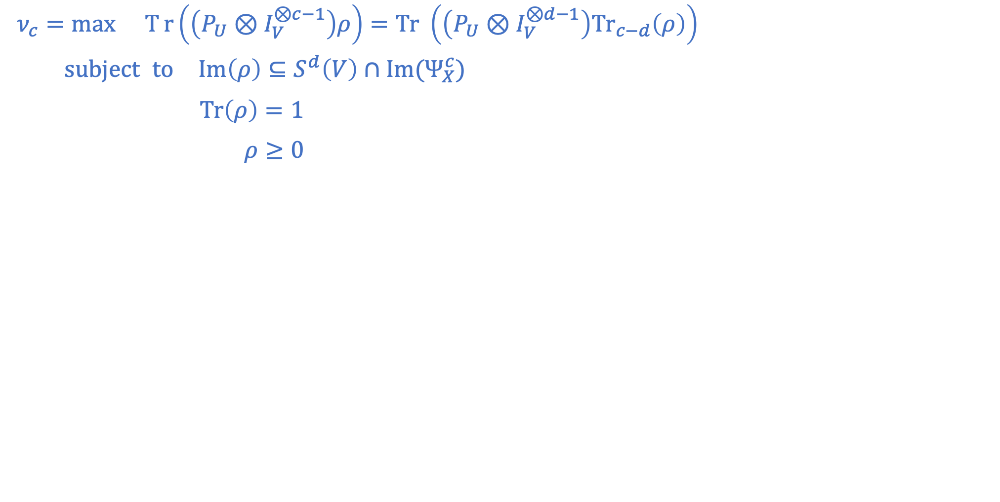 ν_c = max Tr((P_U ⊗ I_V^{⊗c−1})ρ) = Tr ((P_U ⊗ I_V^{⊗d−1})Tr_{c−d}(ρ))
subject to Im(ρ) ⊆ S^d(V) ∩ Im(Ψ_X^c)
Tr(ρ) = 1
ρ ≥ 0